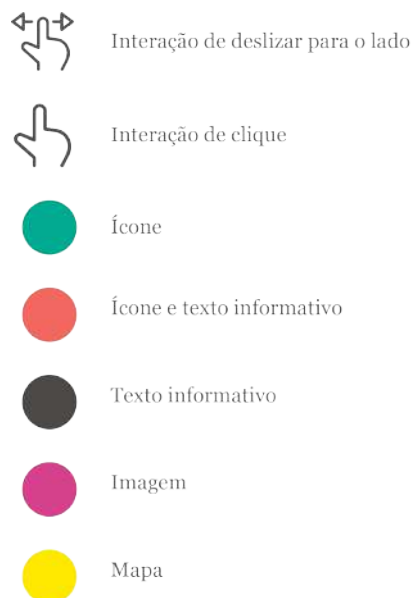 Interação de deslizar para o lado
Interação de clique
Ícone
Ícone e texto informativo
Texto informativo
Imagem
Mapa